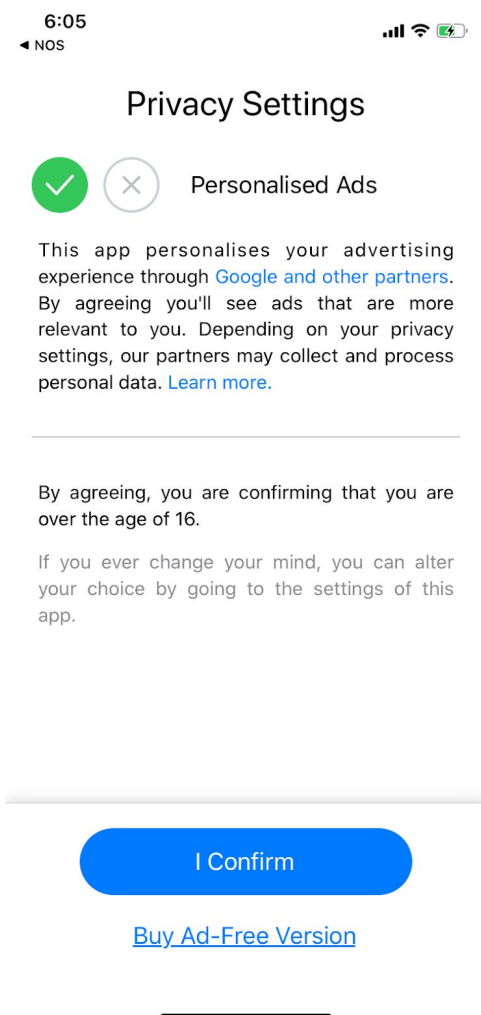 6:05
◀ NOS
Privacy Settings
Personalised Ads
This app personalises your advertising
experience through Google and other partners.
By agreeing you'll see ads that are more
relevant to you. Depending on your privacy
settings, our partners may collect and process
personal data. Learn more.
By agreeing, you are confirming that you are
over the age of 16.
If you ever change your mind, you can alter
your choice by going to the settings of this
app.
I Confirm
Buy Ad-Free Version